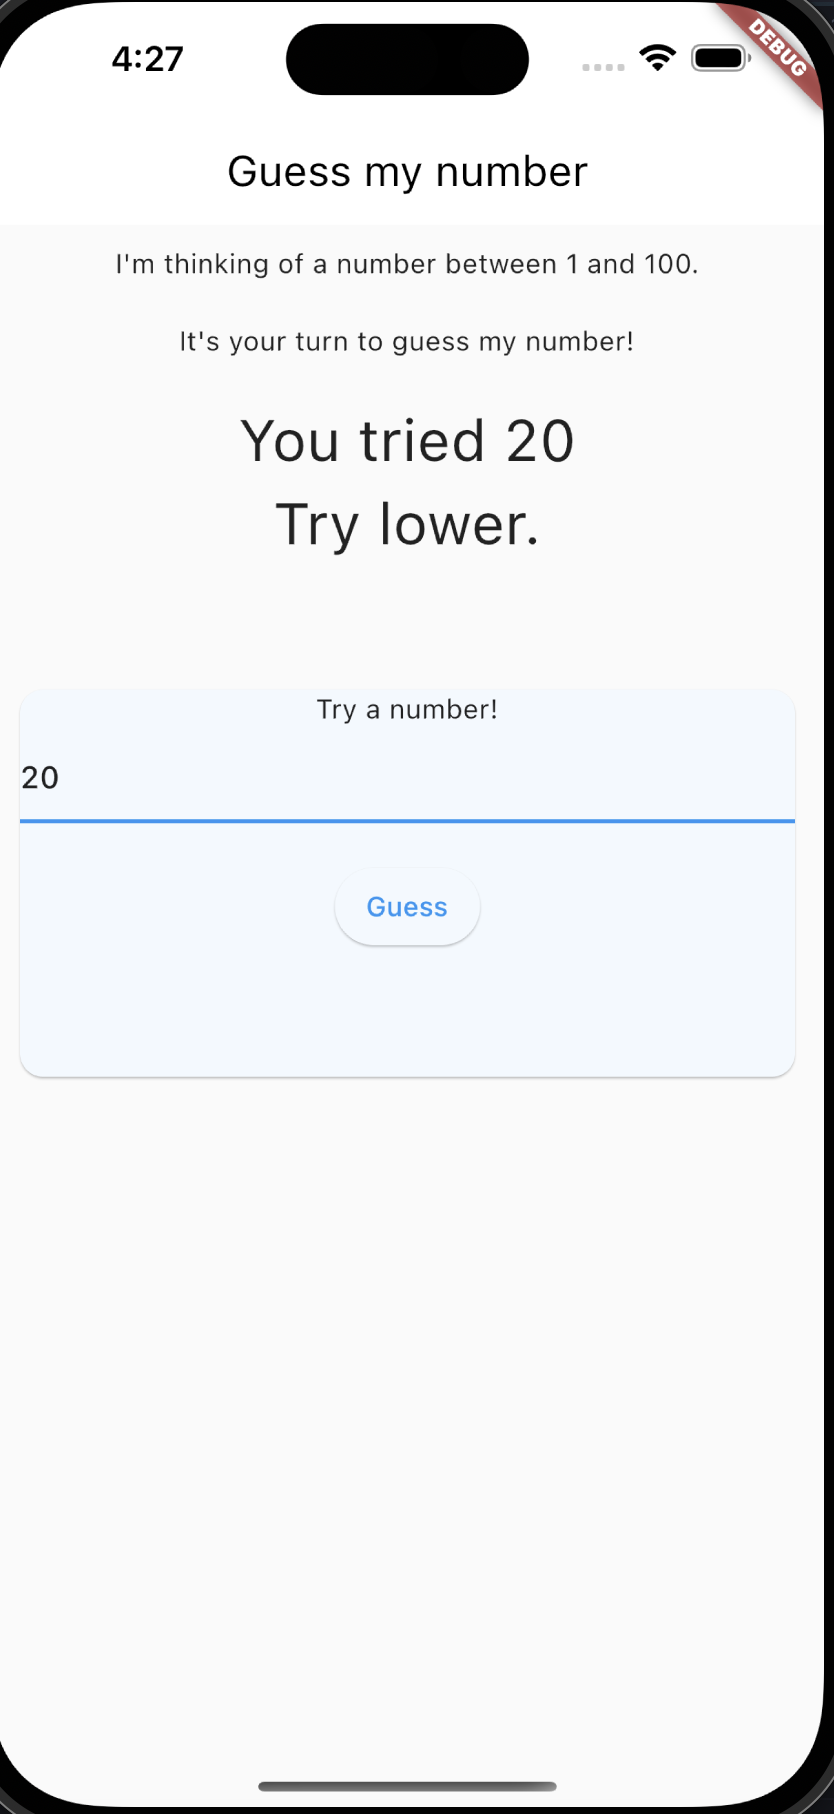 4:27
DEBUG
Guess my number
I'm thinking of a number between 1 and 100.
It's your turn to guess my number!
You tried 20
Try lower.
Try a number!
20
Guess